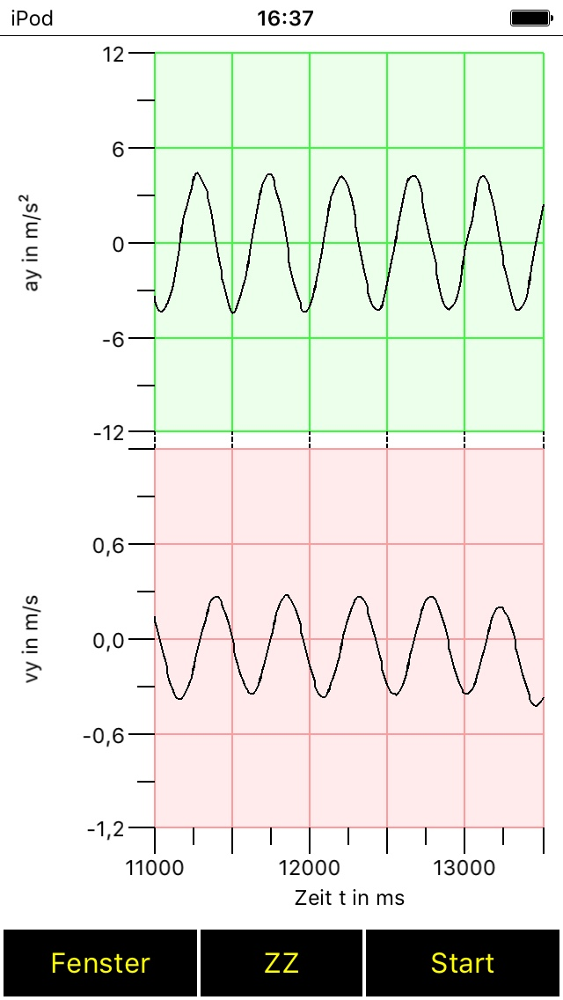 iPod 16:37
12
6
0
-6
-12
ay in m/s²
0,6
0,0
-0,6
-1,2
vy in m/s
11000 12000 13000
Zeit t in ms
Fenster ZZ Start